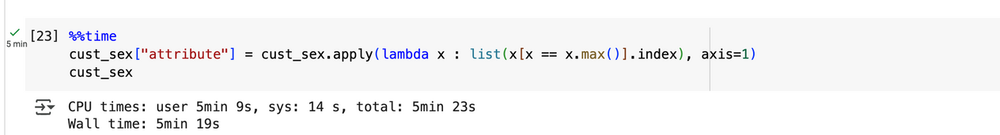 [23] %%time
5 min
cust_sex["attribute"] = cust_sex.apply(lambda x : list(x[x == x.max()].index), axis=1)
cust_sex
CPU times: user 5min 9s, sys: 14 s, total: 5min 23s
Wall time: 5min 19s